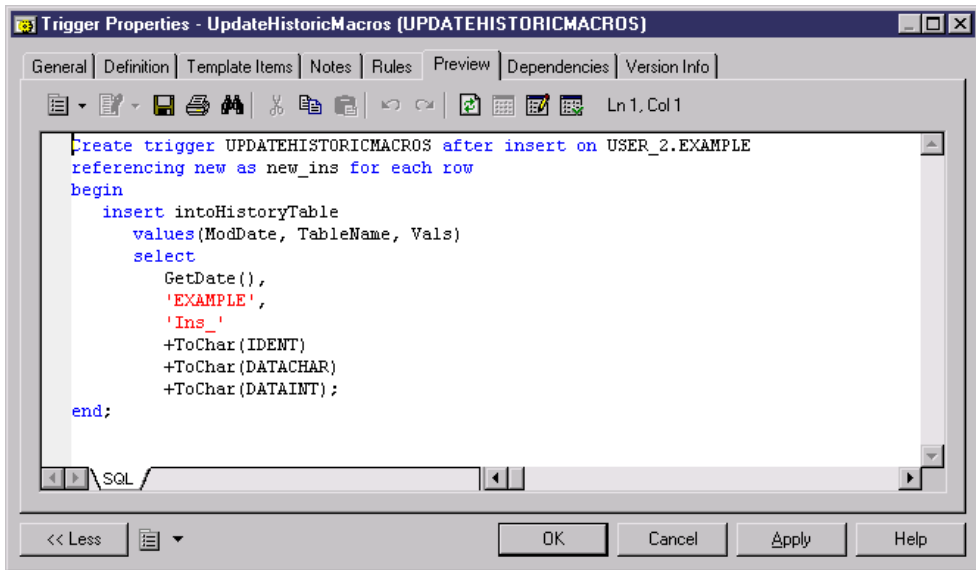 Trigger Properties - UpdateHistoricMacros (UPDATEHISTORICMACROS)
General Definition Template Items Notes Rules Preview Dependencies Version Info
Ln 1, Col 1
Create trigger UPDATEHISTORICMACROS after insert on USER_2.EXAMPLE
referencing new as new_ins for each row
begin
insert intoHistoryTable
values(ModDate, TableName, Vals)
select
GetDate(),
'EXAMPLE',
'Ins_'
+ToChar(IDENT)
+ToChar(DATACHAR)
+ToChar(DATAINT);
end;
SQL
<< Less OK Cancel Apply Help